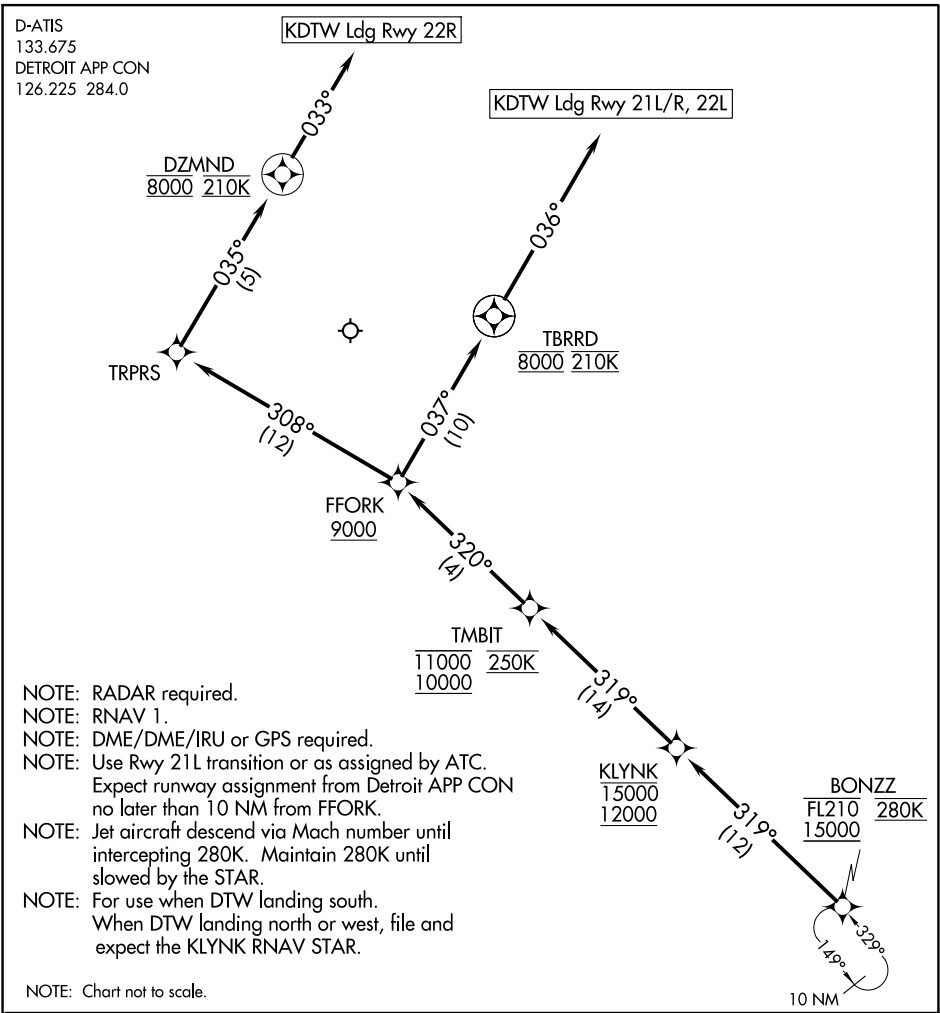 D-ATIS
133.675
DETROIT APP CON
126.225 284.0
KDTW Ldg Rwy 22R
KDTW Ldg Rwy 21L/R, 22L
033°
DZMND
8000 210K
035°
(5)
036°
TBRRD
8000 210K
TRPRS
308°
(12)
037°
(10)
FFORK
9000
320°
(4)
TMBIT
11000 250K
10000
319°
(14)
KLYNK
15000
12000
319°
(12)
BONZZ
FL210 280K
15000
149°
329°
10 NM
NOTE: RADAR required.
NOTE: RNAV 1.
NOTE: DME/DME/IRU or GPS required.
NOTE: Use Rwy 21L transition or as assigned by ATC.
Expect runway assignment from Detroit APP CON
no later than 10 NM from FFORK.
NOTE: Jet aircraft descend via Mach number until
intercepting 280K. Maintain 280K until
slowed by the STAR.
NOTE: For use when DTW landing south.
When DTW landing north or west, file and
expect the KLYNK RNAV STAR.
NOTE: Chart not to scale.